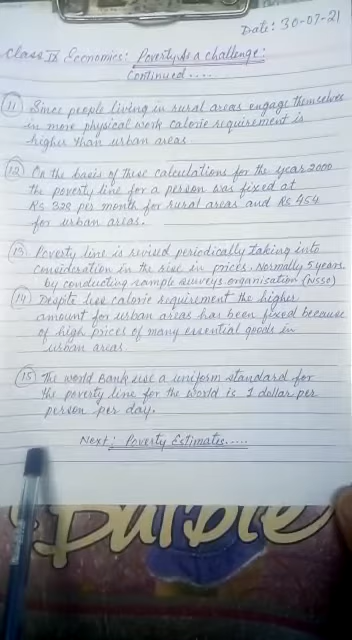 Date: 30-07-21
Class IX Economics: Poverty As a challenge:
Continued....
(11) Since people living in rural areas engage themselves
in more physical work calorie requirement is
higher than urban areas
(12) On the basis of these calculations for the year 2000
the poverty line for a person was fixed at
Rs 328 per month for rural areas and Rs 454
for urban areas.
(13) Poverty line is revised periodically taking into
consideration in the rise in prices. Normally 5 years.
by conducting sample surveys organisation (NSSO)
(14) Despite less calorie requirement the higher
amount for urban areas has been fixed because
of high prices of many essential goods in
urban areas
(15) The world Bank use a uniform standard for
the poverty line for the world is 1 dollar per
person per day.
Next: Poverty Estimates.....
Barbie